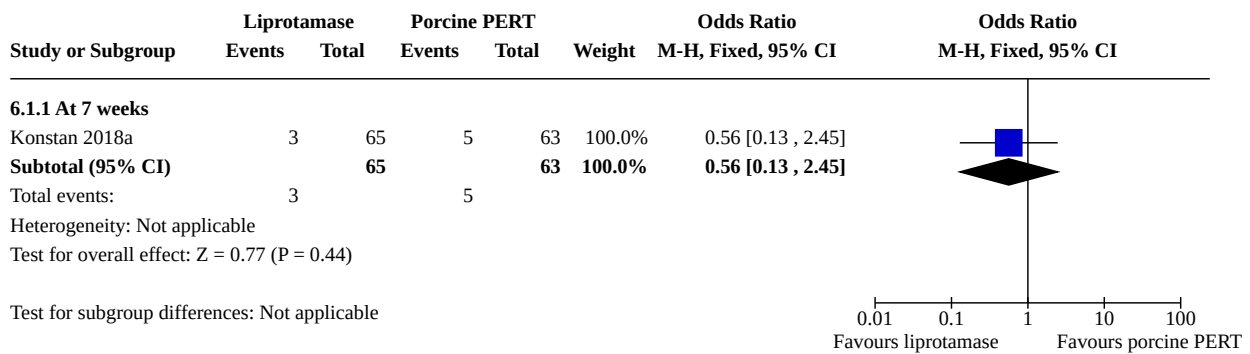 Liprotamase Porcine PERT Odds Ratio Odds Ratio
Study or Subgroup Events Total Events Total Weight M-H, Fixed, 95% CI M-H, Fixed, 95% CI
6.1.1 At 7 weeks
Konstan 2018a 3 65 5 63 100.0% 0.56 [0.13 , 2.45]
Subtotal (95% CI) 65 63 100.0% 0.56 [0.13 , 2.45]
Total events: 3 5
Heterogeneity: Not applicable
Test for overall effect: Z = 0.77 (P = 0.44)
Test for subgroup differences: Not applicable
0.01 0.1 1 10 100
Favours liprotamase Favours porcine PERT